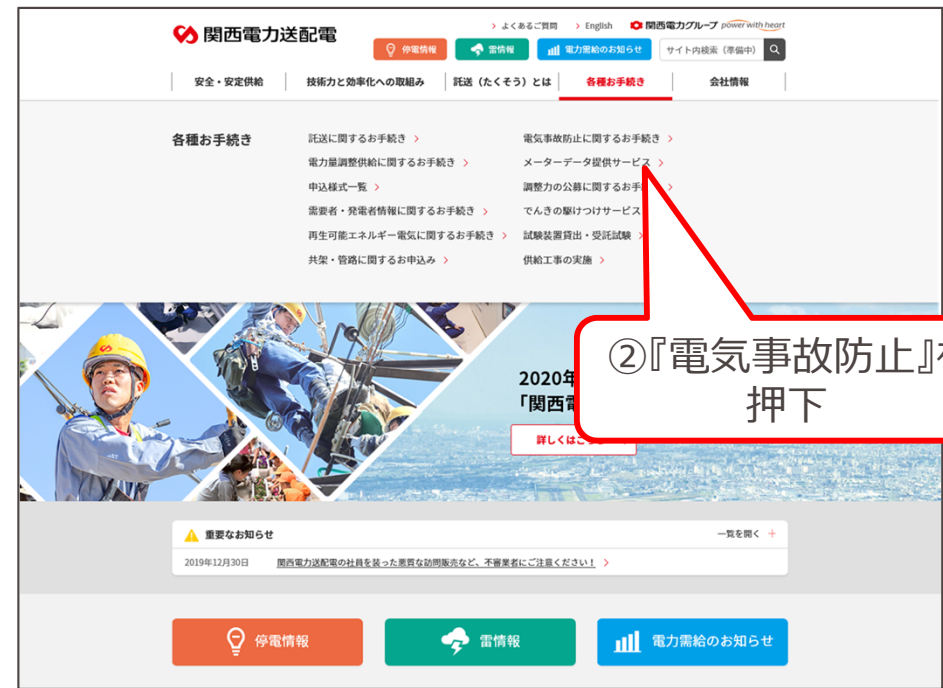 関西電力送配電
よくあるご質問 English 関西電力グループ power with heart
停電情報 雷情報 電力需給のお知らせ サイト内検索（準備中）
安全・安定供給 技術力と効率化への取組み 託送（たくそう）とは 各種お手続き 会社情報
各種お手続き
託送に関するお手続き
電力量調整供給に関するお手続き
申込様式一覧
需要者・発電者情報に関するお手続き
再生可能エネルギー電気に関するお手続き
共架・管路に関するお申込み
電気事故防止に関するお手続き
メーターデータ提供サービス
調整力の公募に関するお手
でんきの駆けつけサービス
試験装置貸出・受託試験
供給工事の実施
②『電気事故防止』を
押下
2020年
「関西電
詳しくはこ
重要なお知らせ 一覧を開く
2019年12月30日 関西電力送配電の社員を装った悪質な訪問販売など、不審業者にご注意ください！
停電情報 雷情報 電力需給のお知らせ